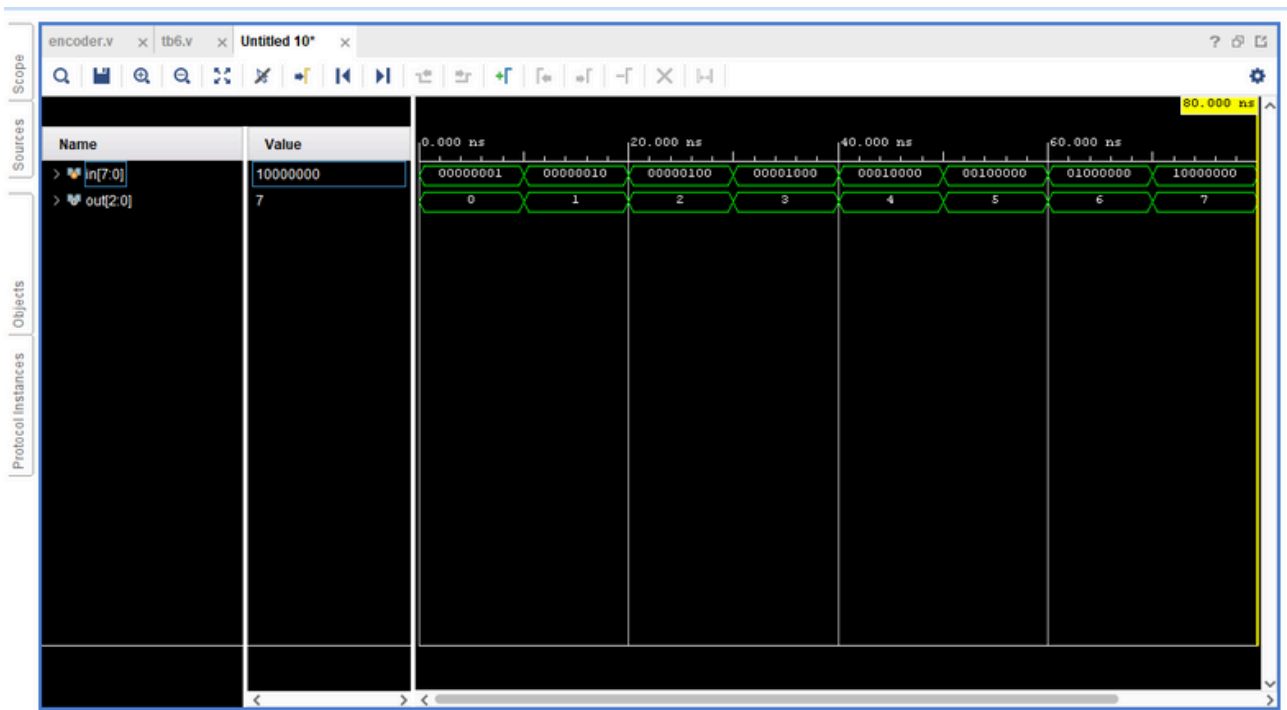 encoder.v × tb6.v × Untitled 10* ×
?
Scope
Sources
Objects
Protocol Instances
80.000 ns
Name Value 0.000 ns 20.000 ns 40.000 ns 60.000 ns
> in[7:0] 10000000 00000001 00000010 00000100 00001000 00010000 00100000 01000000 10000000
> out[2:0] 7 0 1 2 3 4 5 6 7